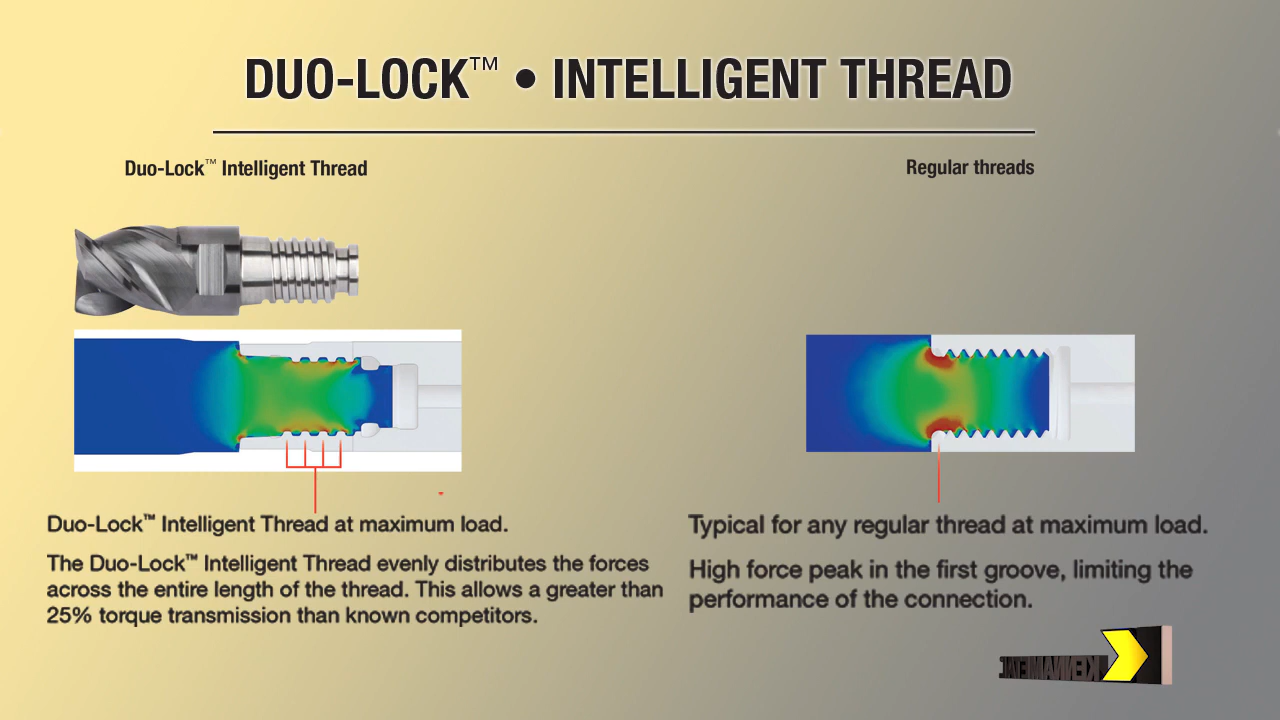 DUO-LOCK™ • INTELLIGENT THREAD
Duo-Lock™ Intelligent Thread
Regular threads
Duo-Lock™ Intelligent Thread at maximum load.
The Duo-Lock™ Intelligent Thread evenly distributes the forces
across the entire length of the thread. This allows a greater than
25% torque transmission than known competitors.
Typical for any regular thread at maximum load.
High force peak in the first groove, limiting the
performance of the connection.
KENNAMETAL